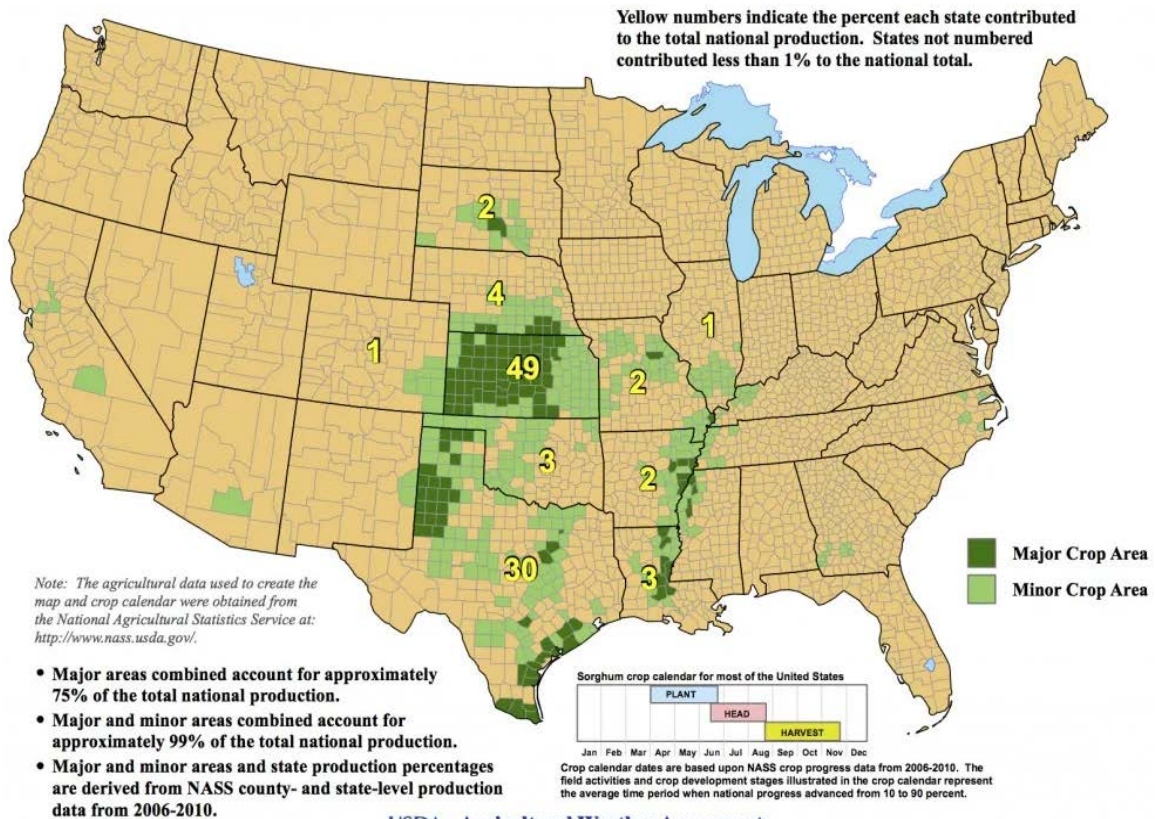 Yellow numbers indicate the percent each state contributed
to the total national production. States not numbered
contributed less than 1% to the national total.
2
4
1
1
49
2
3
2
30
3
Major Crop Area
Minor Crop Area
Note: The agricultural data used to create the
map and crop calendar were obtained from
the National Agricultural Statistics Service at:
http://www.nass.usda.gov/.
• Major areas combined account for approximately
75% of the total national production.
• Major and minor areas combined account for
approximately 99% of the total national production.
• Major and minor areas and state production percentages
are derived from NASS county- and state-level production
data from 2006-2010.
Sorghum crop calendar for most of the United States
PLANT
HEAD
HARVEST
Jan Feb Mar Apr May Jun Jul Aug Sep Oct Nov Dec
Crop calendar dates are based upon NASS crop progress data from 2006-2010. The
field activities and crop development stages illustrated in the crop calendar represent
the average time period when national progress advanced from 10 to 90 percent.